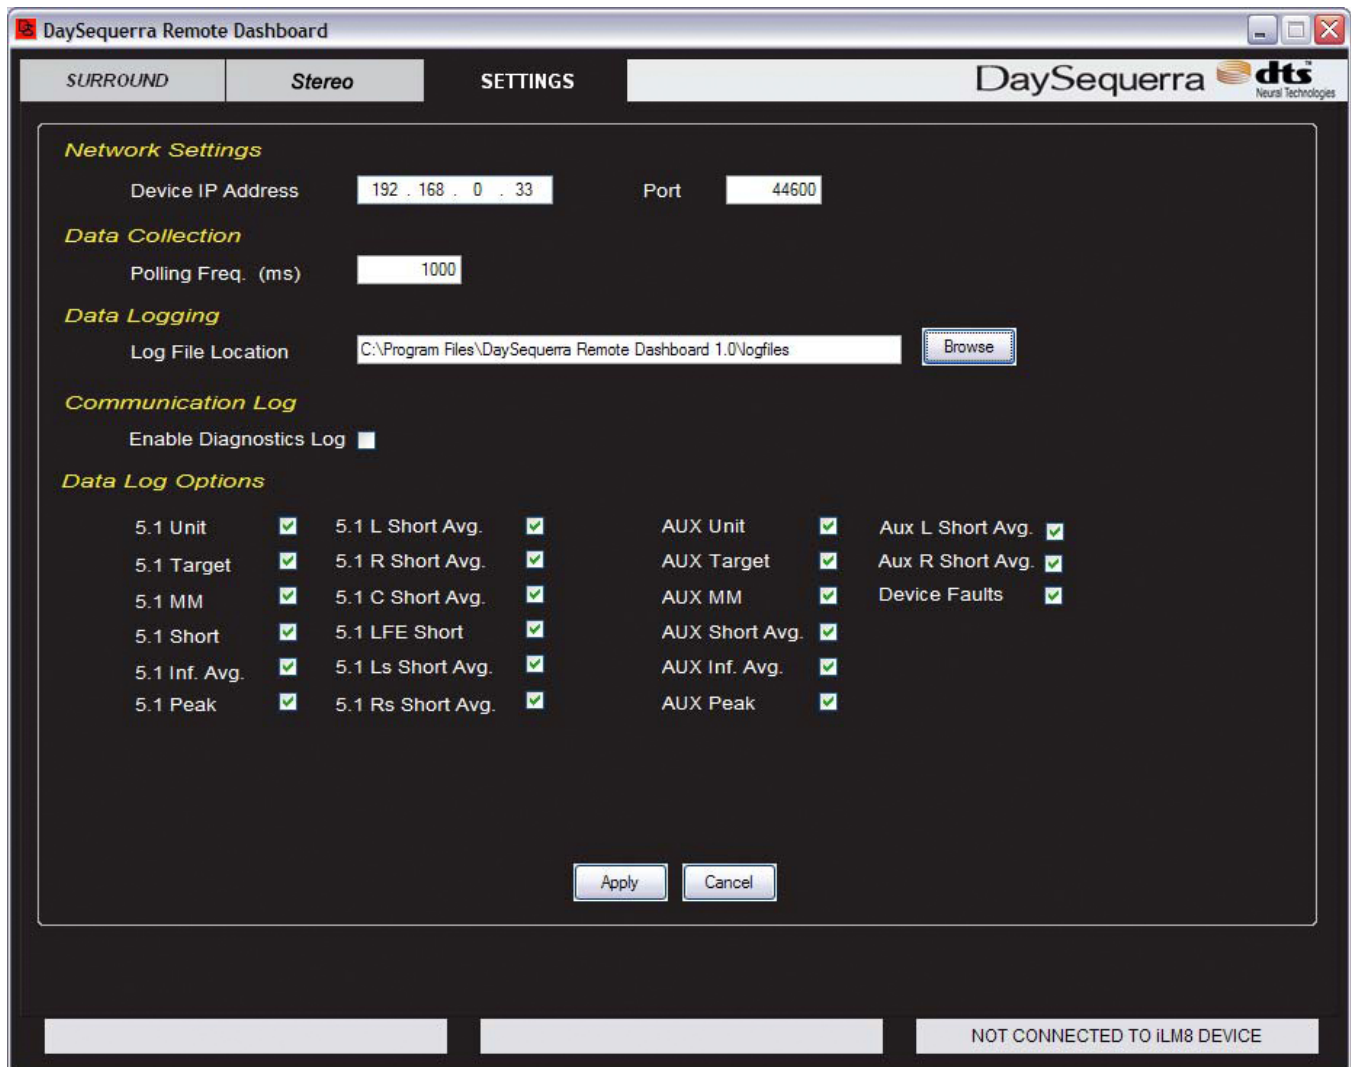 DaySequerra Remote Dashboard
SURROUND Stereo SETTINGS DaySequerra dts™
Neural Technologies
Network Settings
Device IP Address 192 . 168 . 0 . 33 Port 44600
Data Collection
Polling Freq. (ms) 1000
Data Logging
Log File Location C:\Program Files\DaySequerra Remote Dashboard 1.0\logfiles Browse
Communication Log
Enable Diagnostics Log
Data Log Options
5.1 Unit 5.1 L Short Avg. AUX Unit Aux L Short Avg.
5.1 Target 5.1 R Short Avg. AUX Target Aux R Short Avg.
5.1 MM 5.1 C Short Avg. AUX MM Device Faults
5.1 Short 5.1 LFE Short AUX Short Avg.
5.1 Inf. Avg. 5.1 Ls Short Avg. AUX Inf. Avg.
5.1 Peak 5.1 Rs Short Avg. AUX Peak
Apply Cancel
NOT CONNECTED TO iLM8 DEVICE